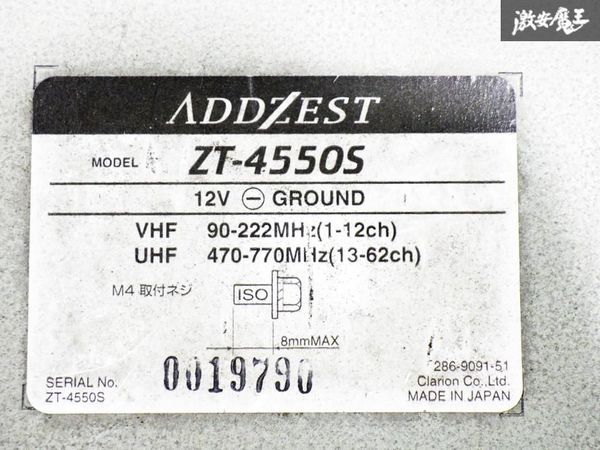 激安魔王
ADDZEST
MODEL ZT-4550S
12V ⊖ GROUND
VHF 90-222MHz(1-12ch)
UHF 470-770MHz(13-62ch)
M4 取付ネジ
ISO
8mmMAX
0019790
SERIAL No.
ZT-4550S
286-9091-51
Clarion Co.,Ltd.
MADE IN JAPAN